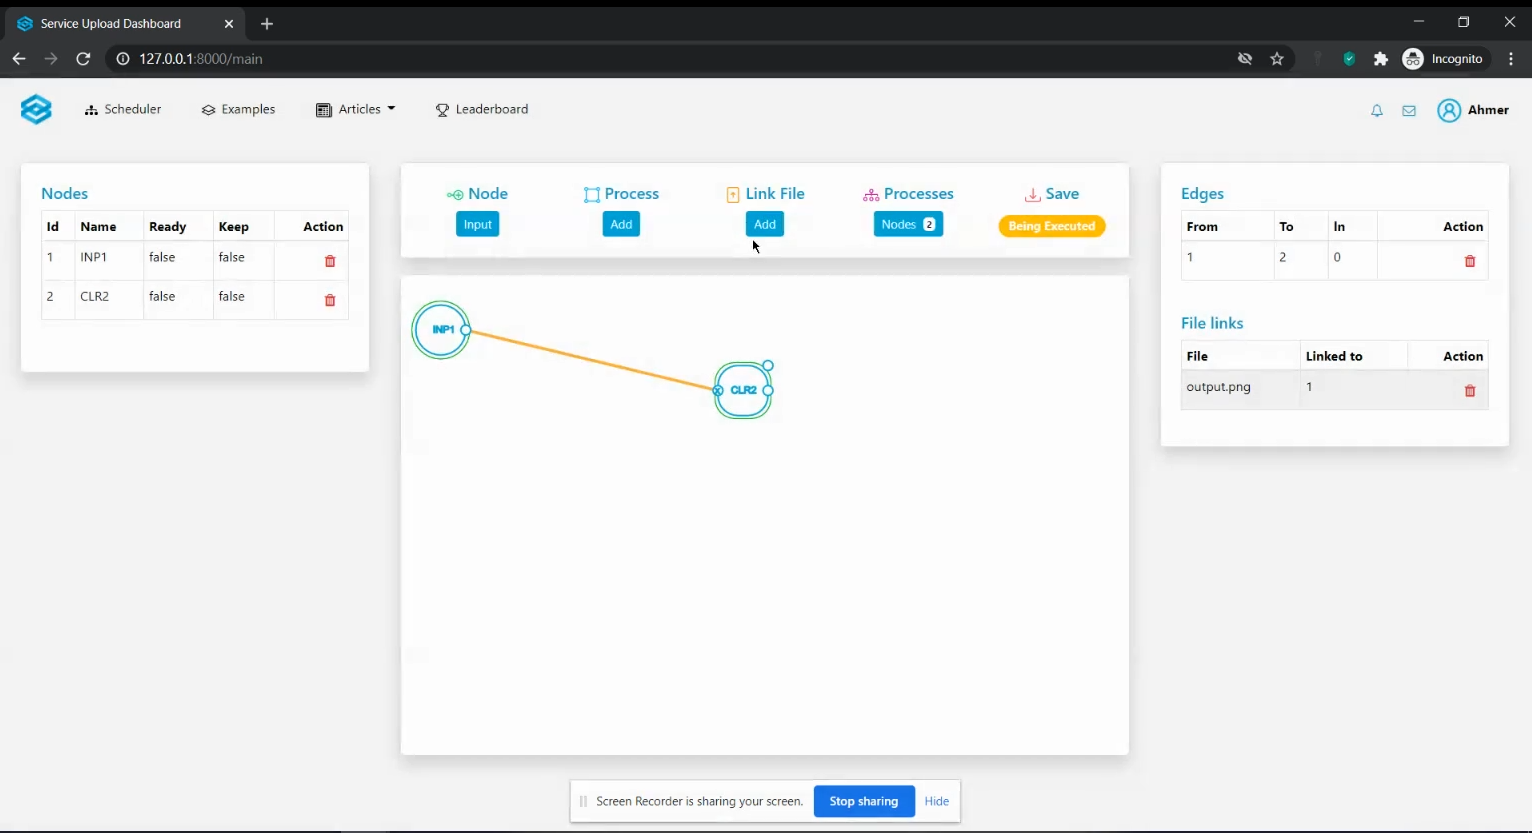 Service Upload Dashboard
127.0.0.1:8000/main
Incognito
Scheduler Examples Articles Leaderboard
Ahmer
Nodes
Id Name Ready Keep Action
1 INP1 false false
2 CLR2 false false
Node Process Link File Processes Save
Input Add Add Nodes 2 Being Executed
INP1
CLR2
Edges
From To In Action
1 2 0
File links
File Linked to Action
output.png 1
Screen Recorder is sharing your screen. Stop sharing Hide